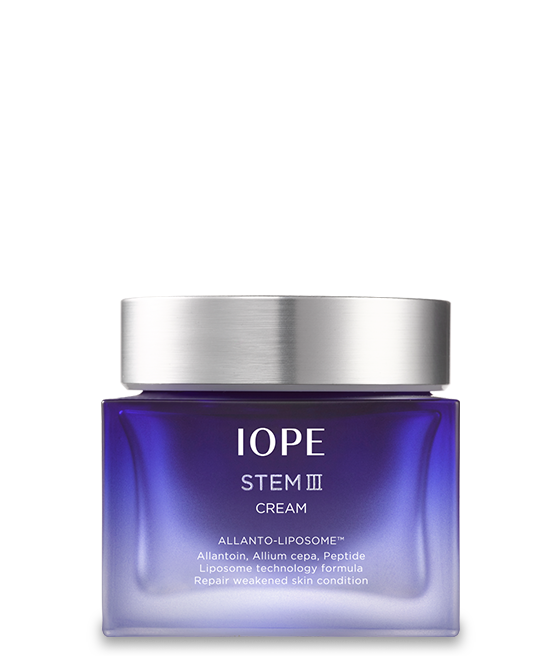 IOPE
STEM Ⅲ
CREAM
ALLANTO-LIPOSOME™
Allantoin, Allium cepa, Peptide
Liposome technology formula
Repair weakened skin condition